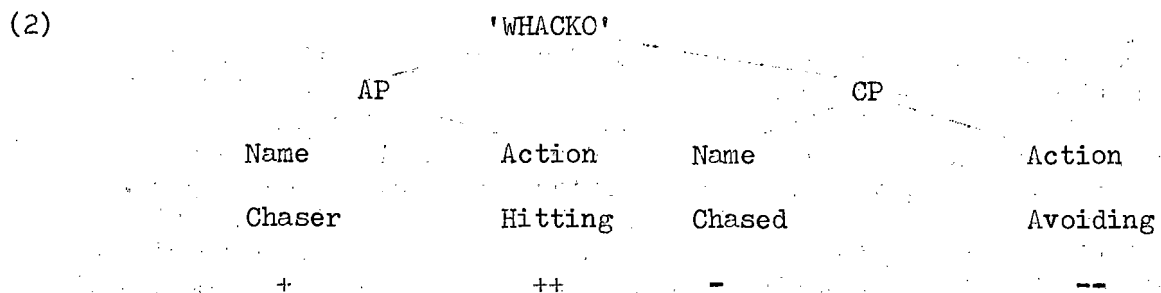 (2) 'WHACKO'
AP CP
Name Action Name Action
Chaser Hitting Chased Avoiding
+ ++ - --